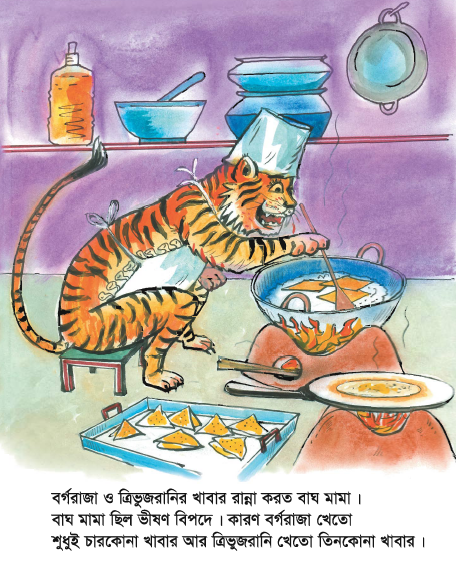 বর্গরাজা ও ত্রিভুজরানির খাবার রান্না করত বাঘ মামা ।
বাঘ মামা ছিল ভীষণ বিপদে । কারণ বর্গরাজা খেতো
শুধুই চারকোনা খাবার আর ত্রিভুজরানি খেতো তিনকোনা খাবার ।